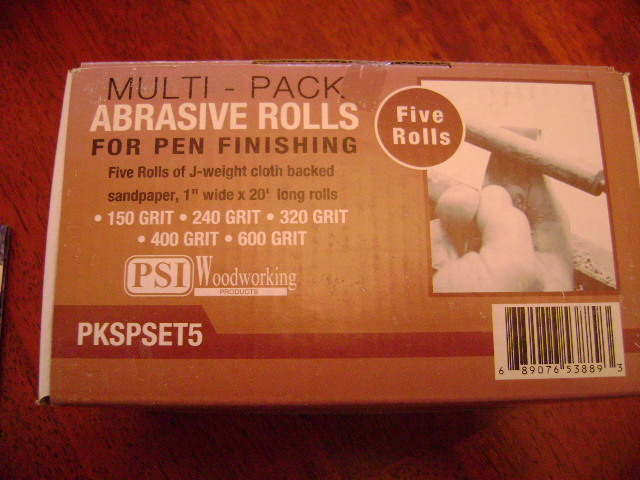 MULTI - PACK
ABRASIVE ROLLS
FOR PEN FINISHING
Five Rolls of J-weight cloth backed
sandpaper, 1" wide x 20' long rolls
• 150 GRIT • 240 GRIT • 320 GRIT
• 400 GRIT • 600 GRIT
PSI Woodworking
PRODUCTS
Five
Rolls
PKSPSET5
6 89076 53889 3